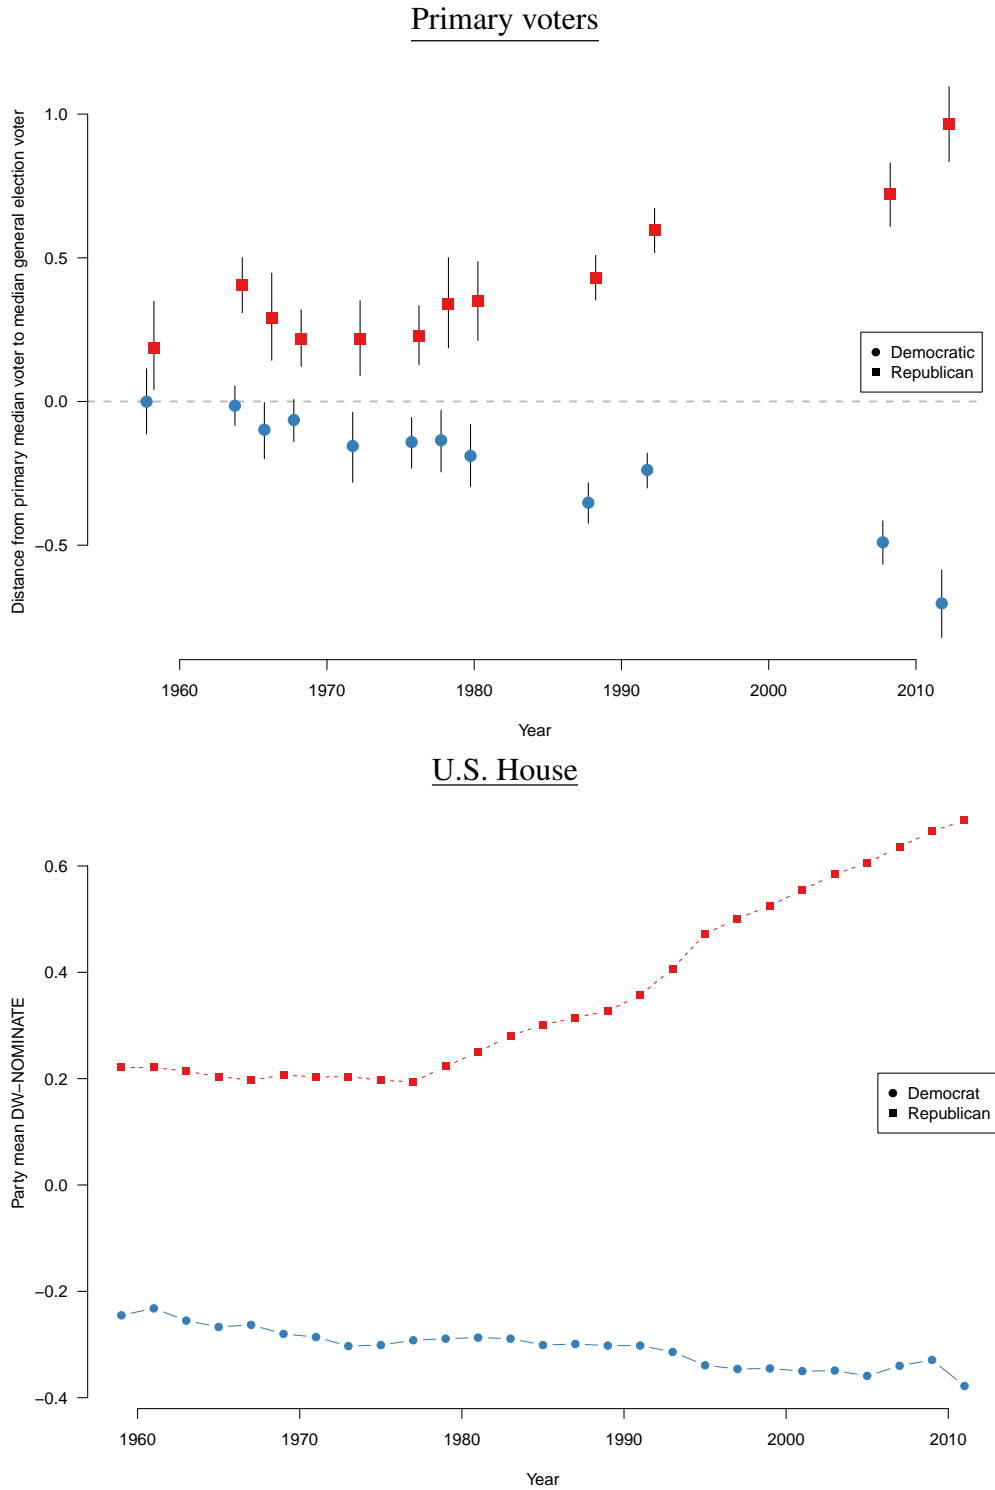 Primary voters
Distance from primary median voter to median general election voter
1.0
0.5
0.0
−0.5
Democratic
Republican
1960 1970 1980 1990 2000 2010
Year
U.S. House
Party mean DW−NOMINATE
0.6
0.4
0.2
0.0
−0.2
−0.4
Democrat
Republican
1960 1970 1980 1990 2000 2010
Year